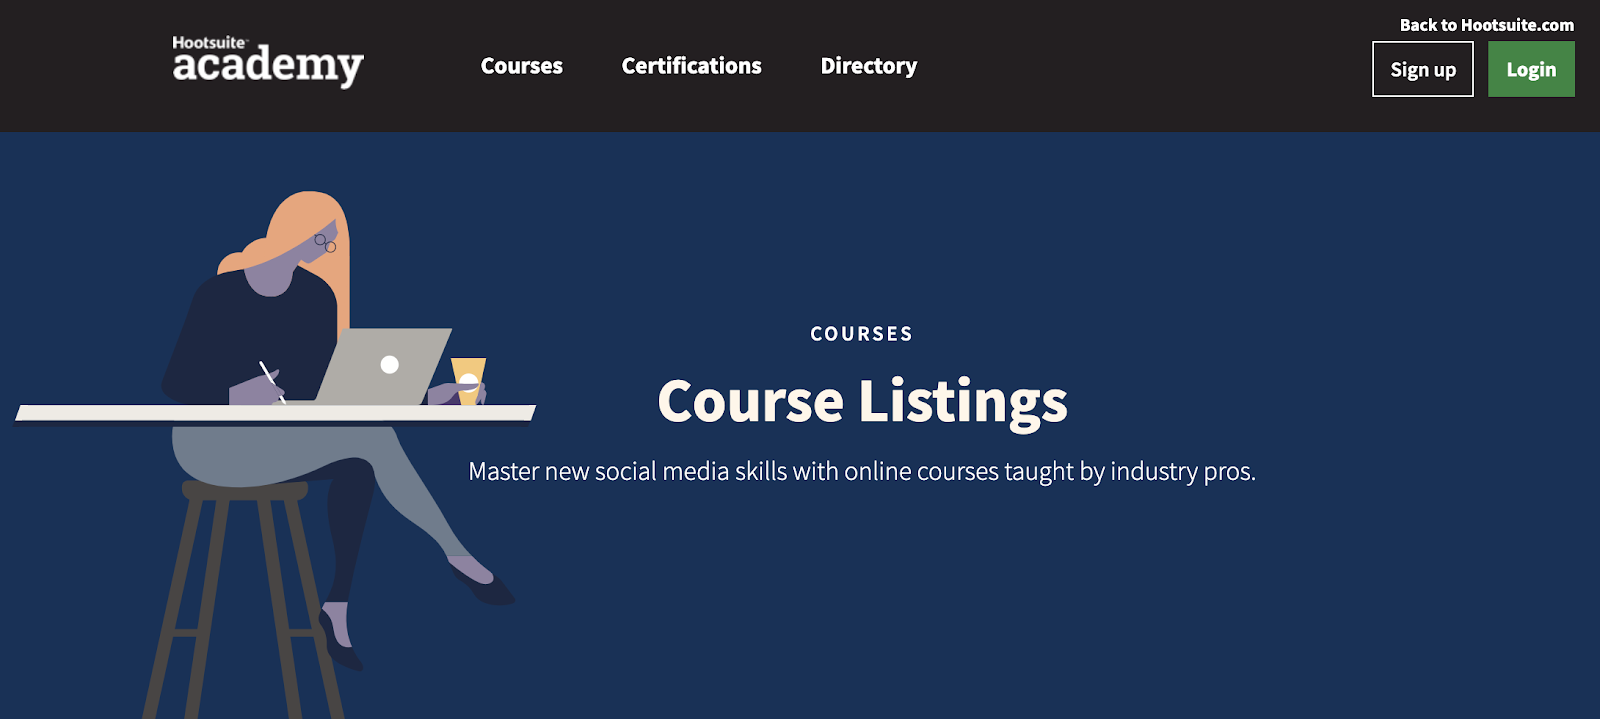 Back to Hootsuite.com
Hootsuite™
academy
Courses
Certifications
Directory
Sign up
Login
COURSES
Course Listings
Master new social media skills with online courses taught by industry pros.